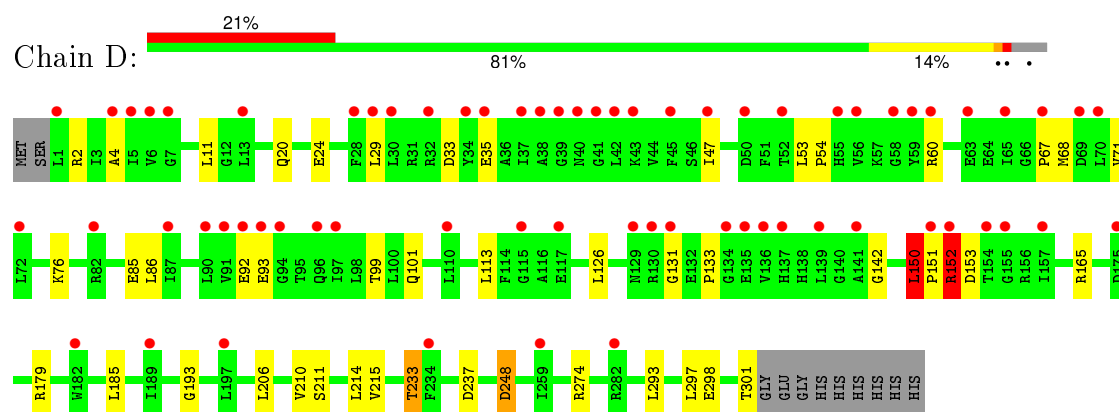 21%
Chain D:
81% 14% •• •
MET SER L1 R2 I3 A4 I5 V6 G7 L11 G12 L13 Q20 E24 F28 L29 L30 R31 R32 D33 Y34 E35 A36 I37 A38 G39 N40 G41 L42 K43 V44 F45 S46 I47 D50 F51 T52 L53 P54 H55 V56 K57 G58 Y59 R60 E63 E64 I65 G66 P67 M68 D69 L70 V71
L72 K76 R82 E85 L86 I87 L90 V91 E92 E93 G94 T95 Q96 I97 L98 T99 L100 Q101 L110 L113 F114 G115 A116 E117 L126 N129 R130 G131 E132 P133 G134 E135 V136 H137 H138 L139 G140 A141 G142 L150 P151 R152 D153 T154 G155 R156 I157 R165
R179 W182 L185 I189 G193 L197 L206 V210 S211 L214 V215 T233 F234 D237 D248 I259 R274 R282 L293 L297 E298 T301 GLY GLU GLY HIS HIS HIS HIS HIS HIS